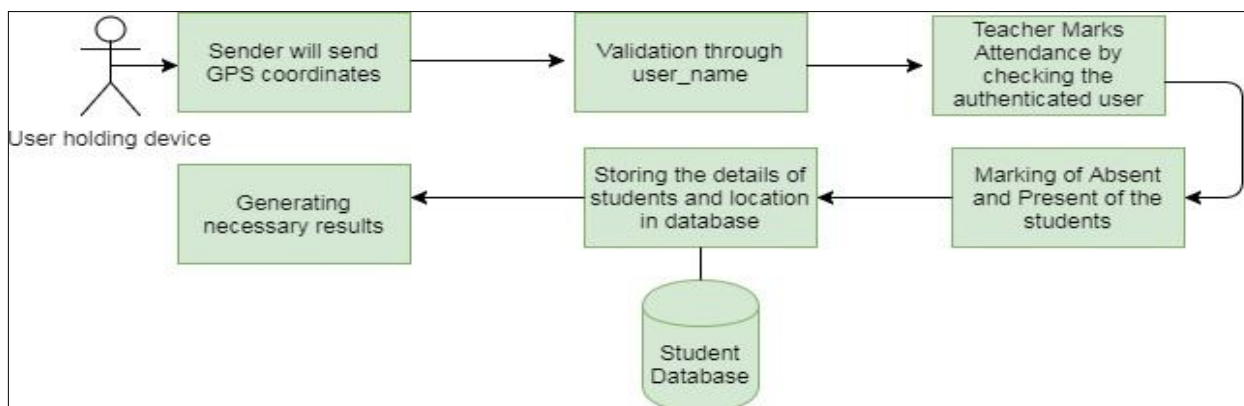 Sender will send
GPS coordinates
Validation through
user_name
Teacher Marks
Attendance by
checking the
authenticated user
User holding device
Marking of Absent
and Present of the
students
Storing the details of
students and location
in database
Generating
necessary results
Student
Database